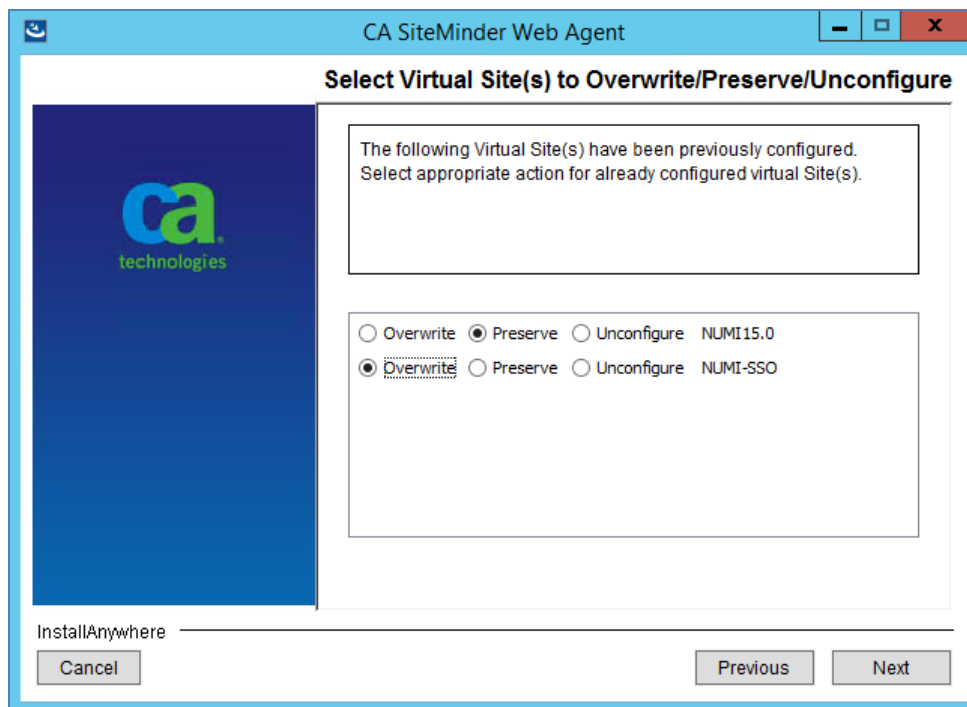 CA SiteMinder Web Agent
X
Select Virtual Site(s) to Overwrite/Preserve/Unconfigure
ca
technologies
The following Virtual Site(s) have been previously configured.
Select appropriate action for already configured virtual Site(s).
Overwrite Preserve Unconfigure NUMI15.0
Overwrite Preserve Unconfigure NUMI-SSO
InstallAnywhere
Cancel Previous Next